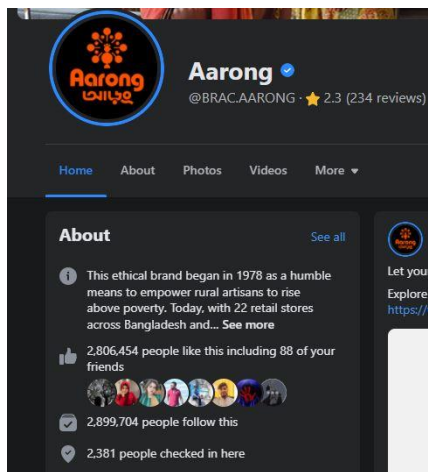 Aarong
আড়ং
Aarong
@BRAC.AARONG · 2.3 (234 reviews)
Home About Photos Videos More
About See all
This ethical brand began in 1978 as a humble
means to empower rural artisans to rise
above poverty. Today, with 22 retail stores
across Bangladesh and... See more
2,806,454 people like this including 88 of your
friends
2,899,704 people follow this
2,381 people checked in here
Aarong
Let your
Explore
https://